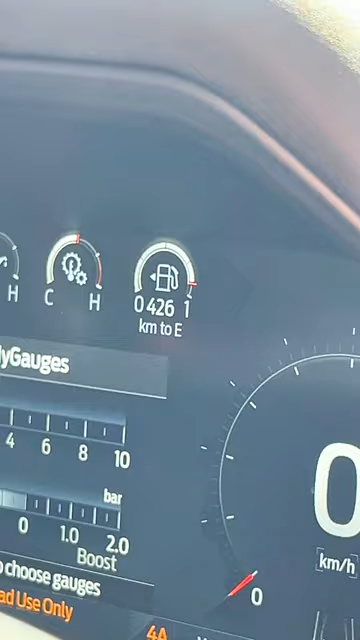 H
C H
0 426 1
km to E
yGauges
4 6 8 10
bar
0 1.0 2.0
Boost
choose gauges
Use Only
4A
0
km/h
0